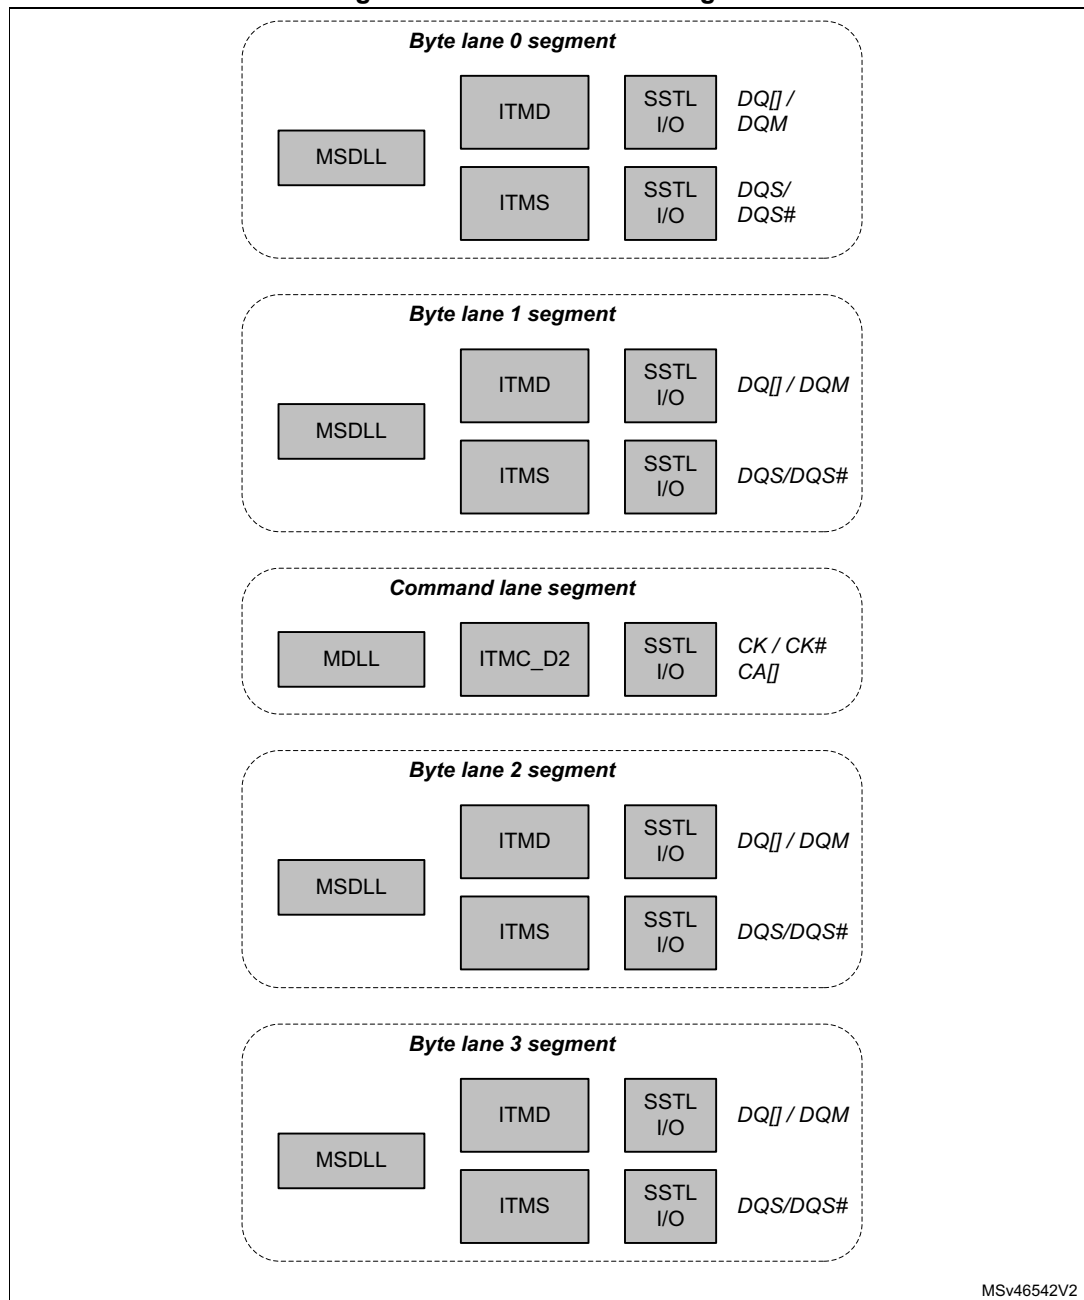 Byte lane 0 segment
ITMD
SSTL
I/O
DQ[] /
DQM
MSDLL
ITMS
SSTL
I/O
DQS/
DQS#
Byte lane 1 segment
ITMD
SSTL
I/O
DQ[] / DQM
MSDLL
ITMS
SSTL
I/O
DQS/DQS#
Command lane segment
MDLL
ITMC_D2
SSTL
I/O
CK / CK#
CA[]
Byte lane 2 segment
ITMD
SSTL
I/O
DQ[] / DQM
MSDLL
ITMS
SSTL
I/O
DQS/DQS#
Byte lane 3 segment
ITMD
SSTL
I/O
DQ[] / DQM
MSDLL
ITMS
SSTL
I/O
DQS/DQS#
MSv46542V2